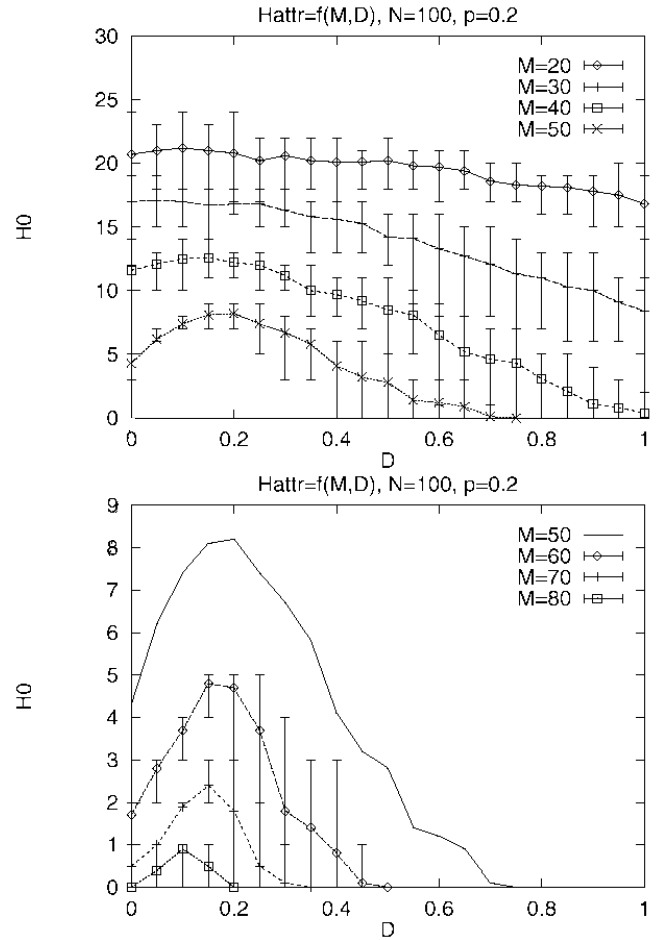 Hattr=f(M,D), N=100, p=0.2
30
25
20
15
10
5
0
H0
M=20
M=30
M=40
M=50
0 0.2 0.4 0.6 0.8 1
D
Hattr=f(M,D), N=100, p=0.2
9
8
7
6
5
4
3
2
1
0
H0
M=50
M=60
M=70
M=80
0 0.2 0.4 0.6 0.8 1
D